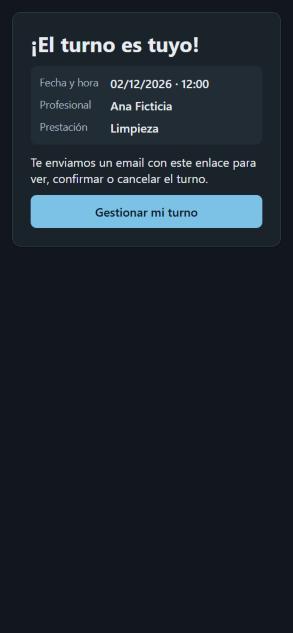 ¡El turno es tuyo!
Fecha y hora 02/12/2026 · 12:00
Profesional Ana Ficticia
Prestación Limpieza
Te enviamos un email con este enlace para
ver, confirmar o cancelar el turno.
Gestionar mi turno